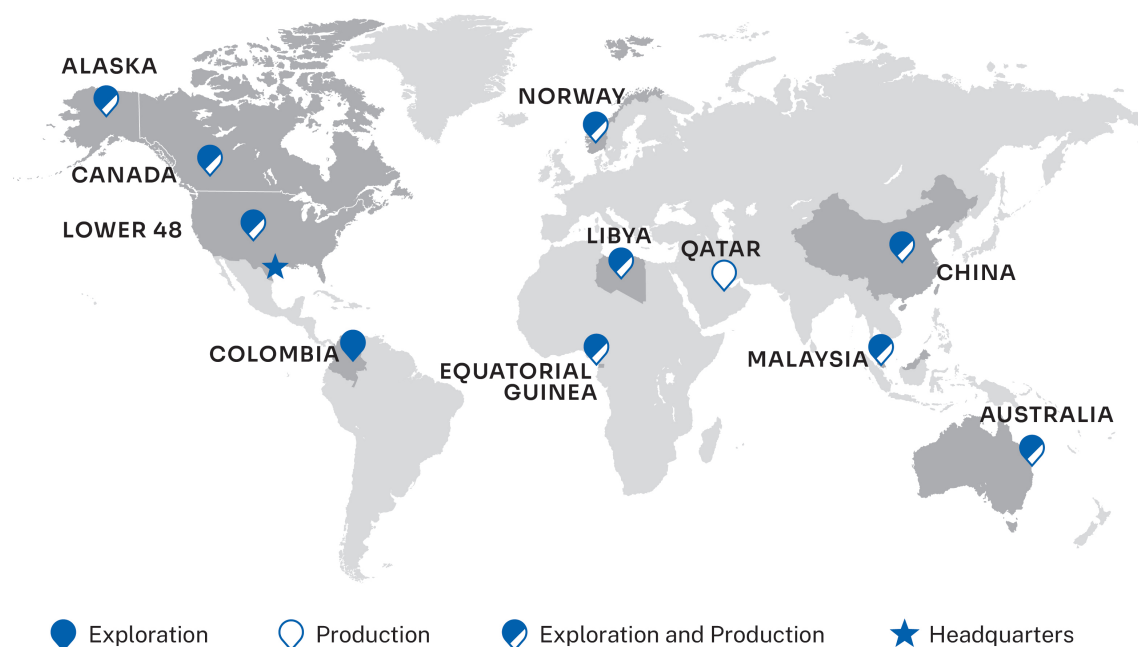 ALASKA
NORWAY
CANADA
LOWER 48
LIBYA
QATAR
CHINA
COLOMBIA
MALAYSIA
EQUATORIAL
GUINEA
AUSTRALIA
Exploration
Production
Exploration and Production
Headquarters